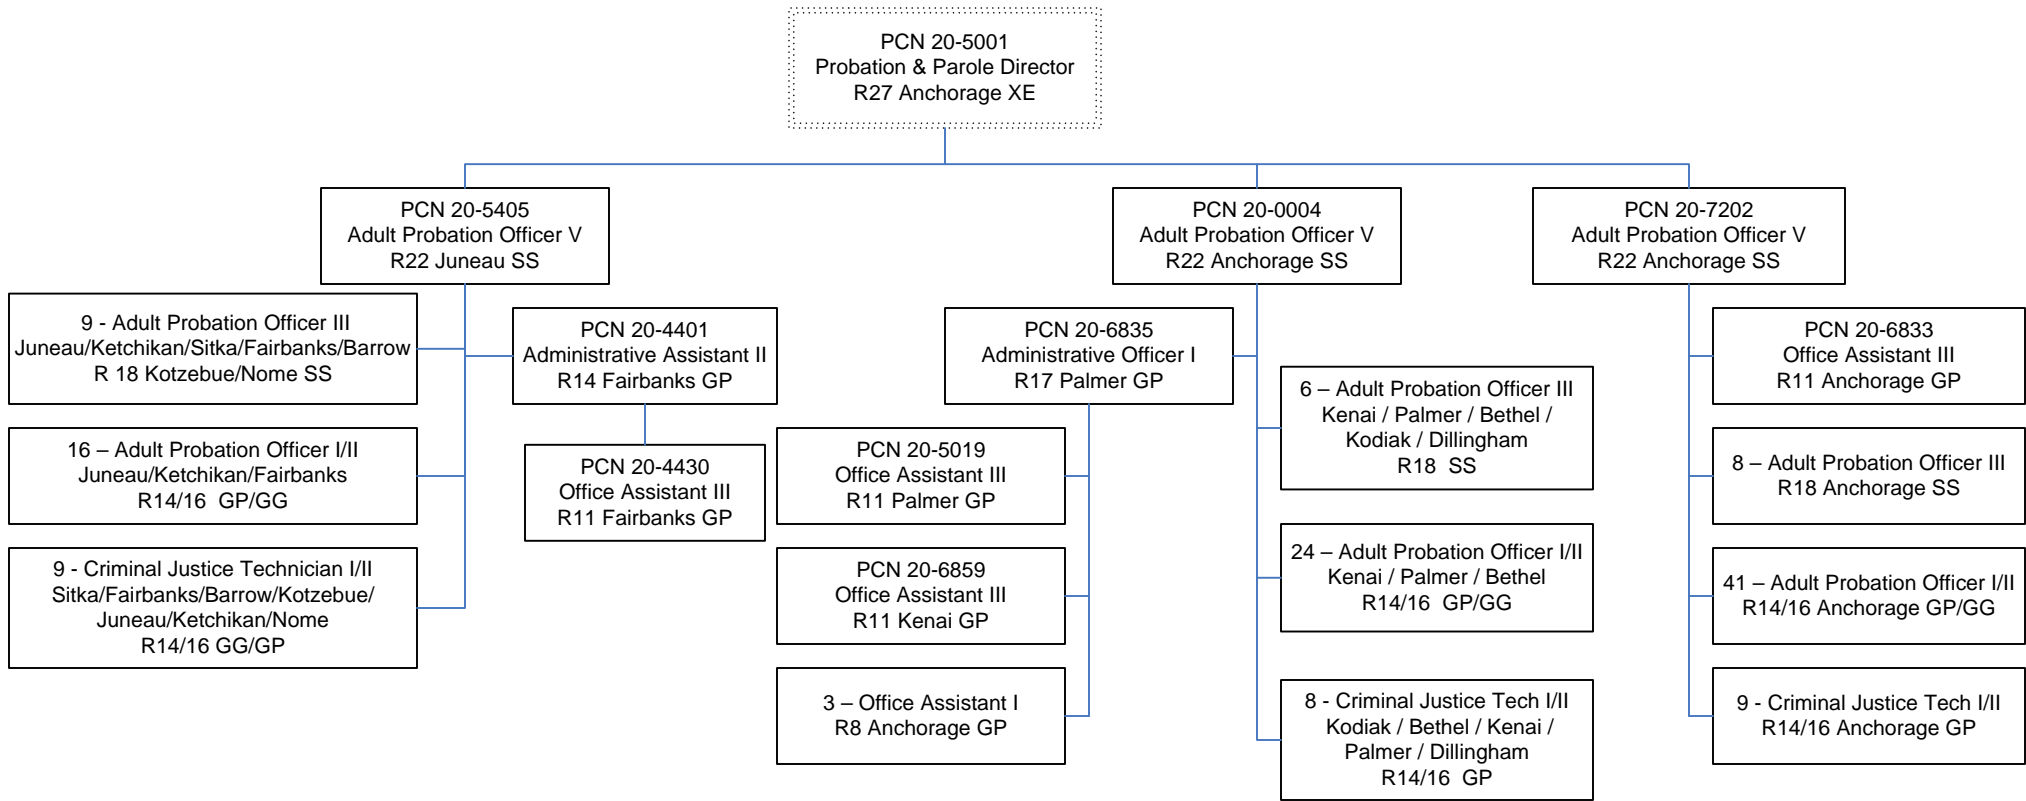 PCN 20-5001
Probation & Parole Director
R27 Anchorage XE
PCN 20-5405
Adult Probation Officer V
R22 Juneau SS
PCN 20-0004
Adult Probation Officer V
R22 Anchorage SS
PCN 20-7202
Adult Probation Officer V
R22 Anchorage SS
9 - Adult Probation Officer III
Juneau/Ketchikan/Sitka/Fairbanks/Barrow
R 18 Kotzebue/Nome SS
16 – Adult Probation Officer I/II
Juneau/Ketchikan/Fairbanks
R14/16  GP/GG
9 - Criminal Justice Technician I/II
Sitka/Fairbanks/Barrow/Kotzebue/
Juneau/Ketchikan/Nome
R14/16 GG/GP
PCN 20-4401
Administrative Assistant II
R14 Fairbanks GP
PCN 20-4430
Office Assistant III
R11 Fairbanks GP
PCN 20-6835
Administrative Officer I
R17 Palmer GP
PCN 20-5019
Office Assistant III
R11 Palmer GP
PCN 20-6859
Office Assistant III
R11 Kenai GP
3 – Office Assistant I
R8 Anchorage GP
6 – Adult Probation Officer III
Kenai / Palmer / Bethel /
Kodiak / Dillingham
R18  SS
24 – Adult Probation Officer I/II
Kenai / Palmer / Bethel
R14/16  GP/GG
8 - Criminal Justice Tech I/II
Kodiak / Bethel / Kenai /
Palmer / Dillingham
R14/16  GP
PCN 20-6833
Office Assistant III
R11 Anchorage GP
8 – Adult Probation Officer III
R18 Anchorage SS
41 – Adult Probation Officer I/II
R14/16 Anchorage GP/GG
9 - Criminal Justice Tech I/II
R14/16 Anchorage GP